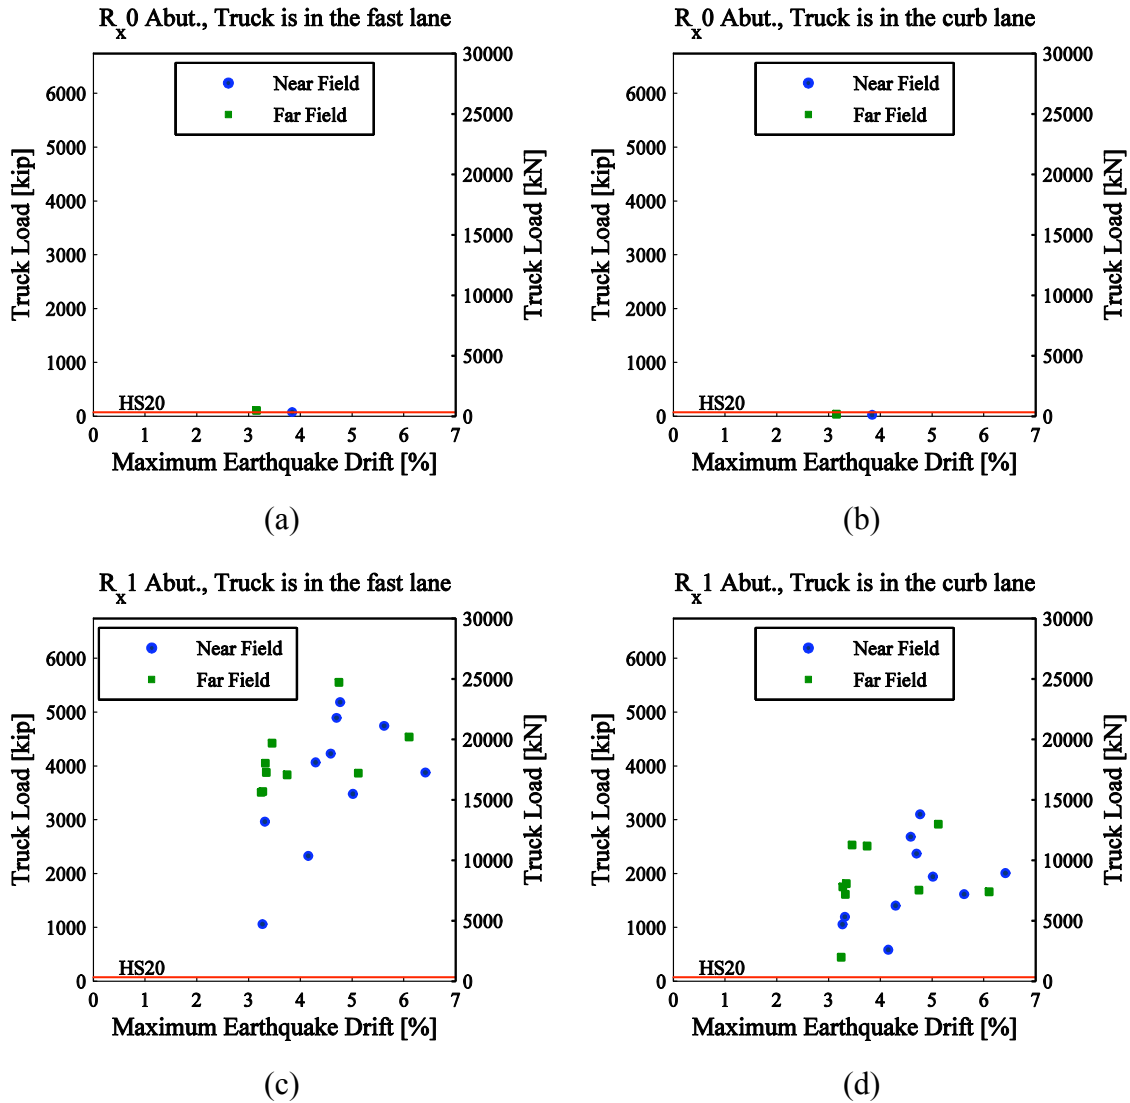 Rx0 Abut., Truck is in the fast lane
Near Field
Far Field
Truck Load [kip]
0
1000
2000
3000
4000
5000
6000
Truck Load [kN]
0
5000
10000
15000
20000
25000
30000
HS20
0 1 2 3 4 5 6 7
Maximum Earthquake Drift [%]
(a)
Rx0 Abut., Truck is in the curb lane
Near Field
Far Field
Truck Load [kip]
0
1000
2000
3000
4000
5000
6000
Truck Load [kN]
0
5000
10000
15000
20000
25000
30000
HS20
0 1 2 3 4 5 6 7
Maximum Earthquake Drift [%]
(b)
Rx1 Abut., Truck is in the fast lane
Near Field
Far Field
Truck Load [kip]
0
1000
2000
3000
4000
5000
6000
Truck Load [kN]
0
5000
10000
15000
20000
25000
30000
HS20
0 1 2 3 4 5 6 7
Maximum Earthquake Drift [%]
(c)
Rx1 Abut., Truck is in the curb lane
Near Field
Far Field
Truck Load [kip]
0
1000
2000
3000
4000
5000
6000
Truck Load [kN]
0
5000
10000
15000
20000
25000
30000
HS20
0 1 2 3 4 5 6 7
Maximum Earthquake Drift [%]
(d)